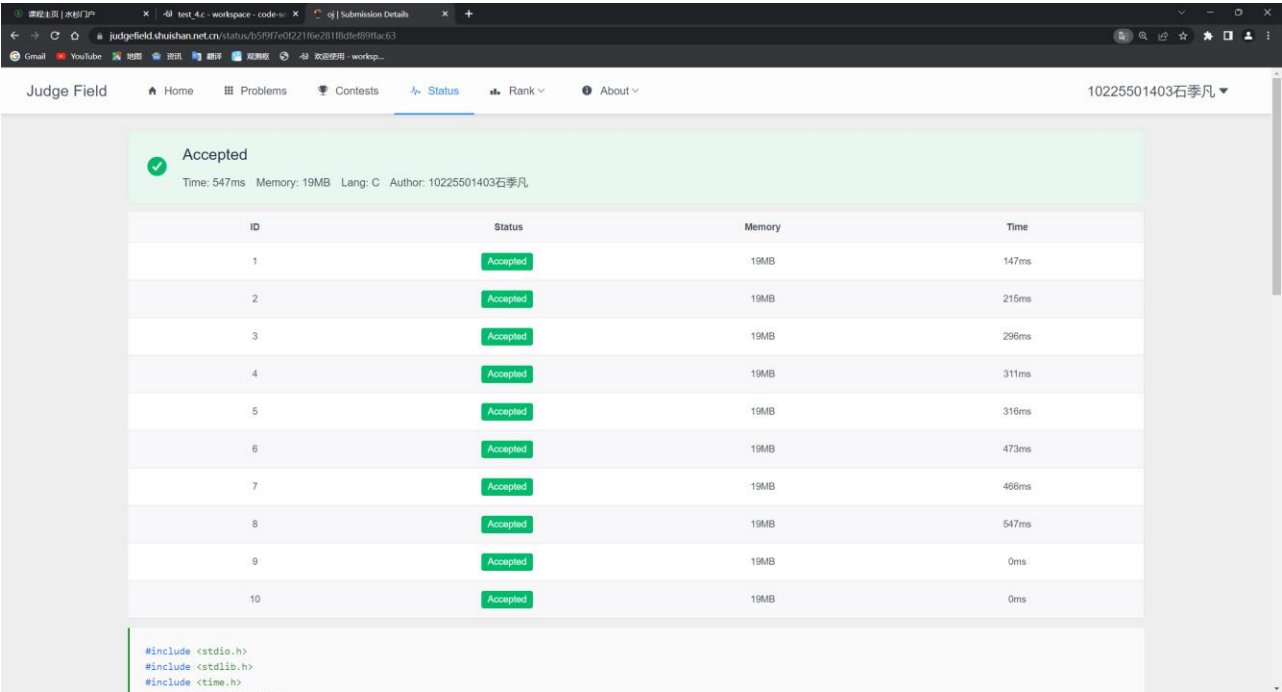 课程主页 | 水杉门户
test_4.c - workspace - code-se
oj | Submission Details
judgefield.shuishan.net.cn/status/b5f9f7e0f221f6e281f8dfef89ffac63
Gmail YouTube 地图 资讯 翻译 观测枢 欢迎使用 - worksp...
Judge Field Home Problems Contests Status Rank About 10225501403石季凡
Accepted
Time: 547ms Memory: 19MB Lang: C Author: 10225501403石季凡
ID Status Memory Time
1 Accepted 19MB 147ms
2 Accepted 19MB 215ms
3 Accepted 19MB 296ms
4 Accepted 19MB 311ms
5 Accepted 19MB 316ms
6 Accepted 19MB 473ms
7 Accepted 19MB 466ms
8 Accepted 19MB 547ms
9 Accepted 19MB 0ms
10 Accepted 19MB 0ms
#include <stdio.h>
#include <stdlib.h>
#include <time.h>